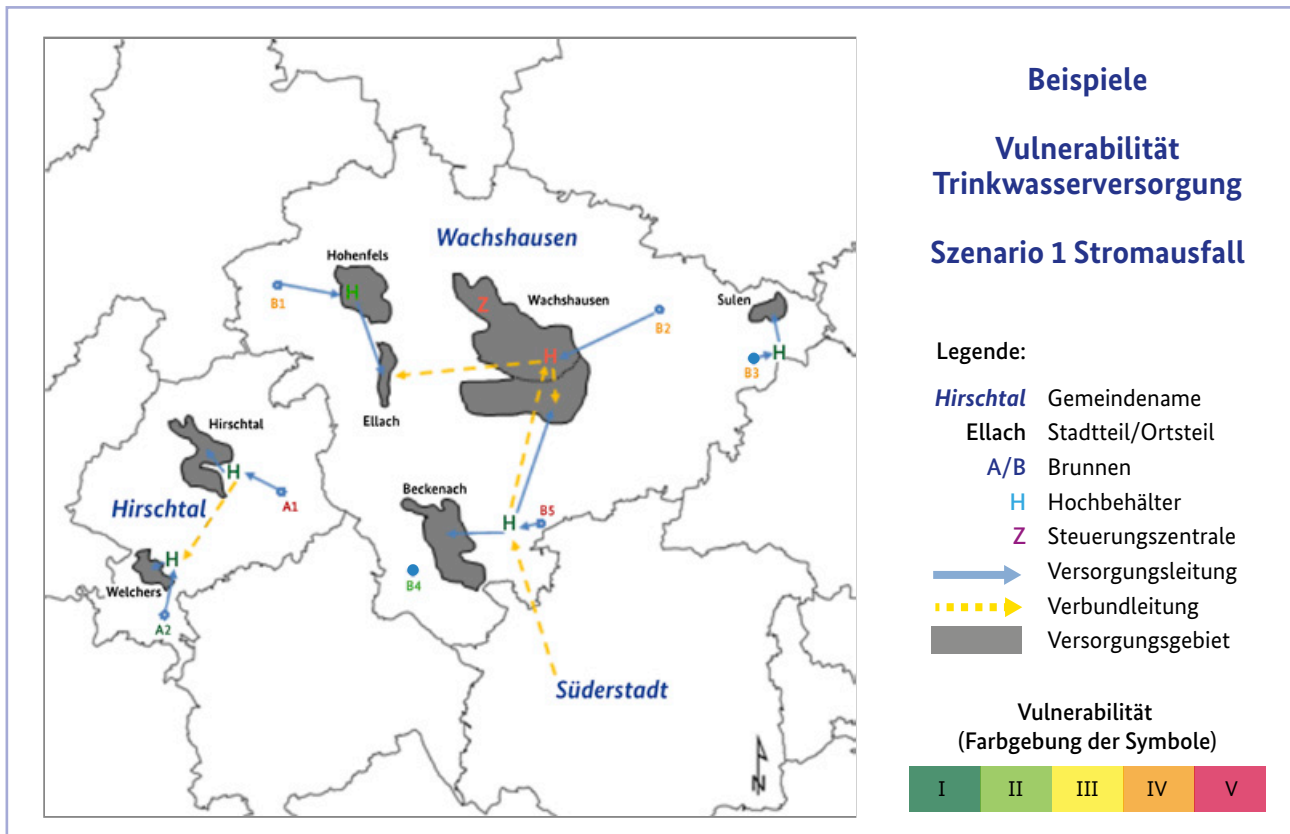 Wachshausen
Hohenfels
H
B1
Z
Wachshausen
H
B2
Sulen
H
B3
Ellach
Hirschtal
H
A1
Hirschtal
Beckenach
H
B5
B4
H
Welchers
A2
Süderstadt
N
Beispiele
Vulnerabilität
Trinkwasserversorgung
Szenario 1 Stromausfall
Legende:
Hirschtal Gemeindename
Ellach Stadtteil/Ortsteil
A/B Brunnen
H Hochbehälter
Z Steuerungszentrale
Versorgungsleitung
Verbundleitung
Versorgungsgebiet
Vulnerabilität
(Farbgebung der Symbole)
I II III IV V